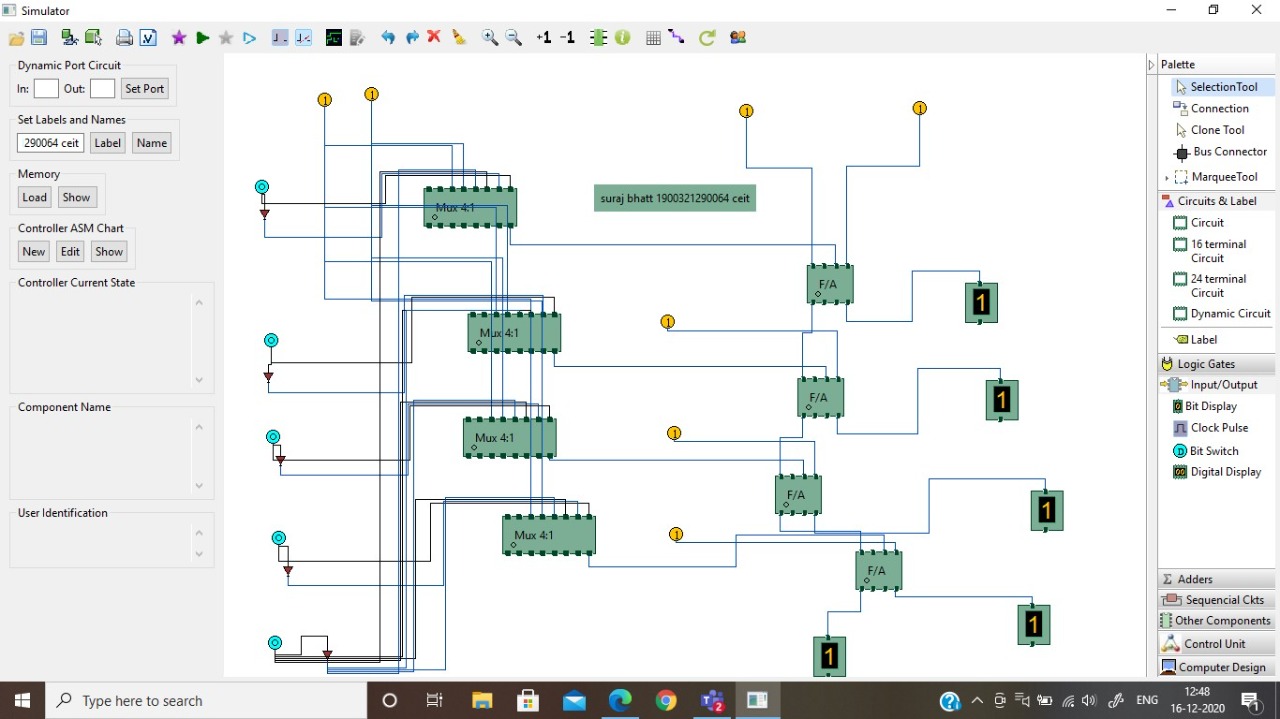 Simulator
+1 -1
Dynamic Port Circuit
In: Out: Set Port
Set Labels and Names
290064 ceit Label Name
Memory
Load Show
Controller ASM Chart
New Edit Show
Controller Current State
Component Name
User Identification
1
1
1
1
Mux 4:1
suraj bhatt 1900321290064 ceit
F/A
1
1
Mux 4:1
F/A
1
1
Mux 4:1
F/A
1
1
Mux 4:1
F/A
1
1
Palette
SelectionTool
Connection
Clone Tool
Bus Connector
MarqueeTool
Circuits & Label
Circuit
16 terminal
Circuit
24 terminal
Circuit
Dynamic Circuit
Label
Logic Gates
Input/Output
Bit Display
Clock Pulse
Bit Switch
Digital Display
Adders
Sequencial Ckts
Other Components
Control Unit
Computer Design
Type here to search
ENG
12:48
16-12-2020